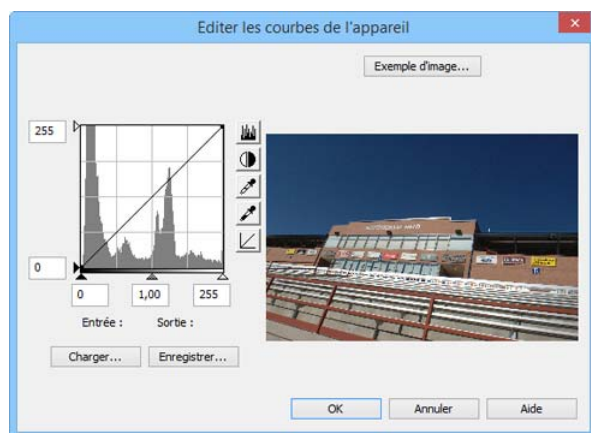 Editer les courbes de l'appareil
Exemple d'image...
255
0
0 1,00 255
Entrée : Sortie :
Charger... Enregistrer...
OK Annuler Aide